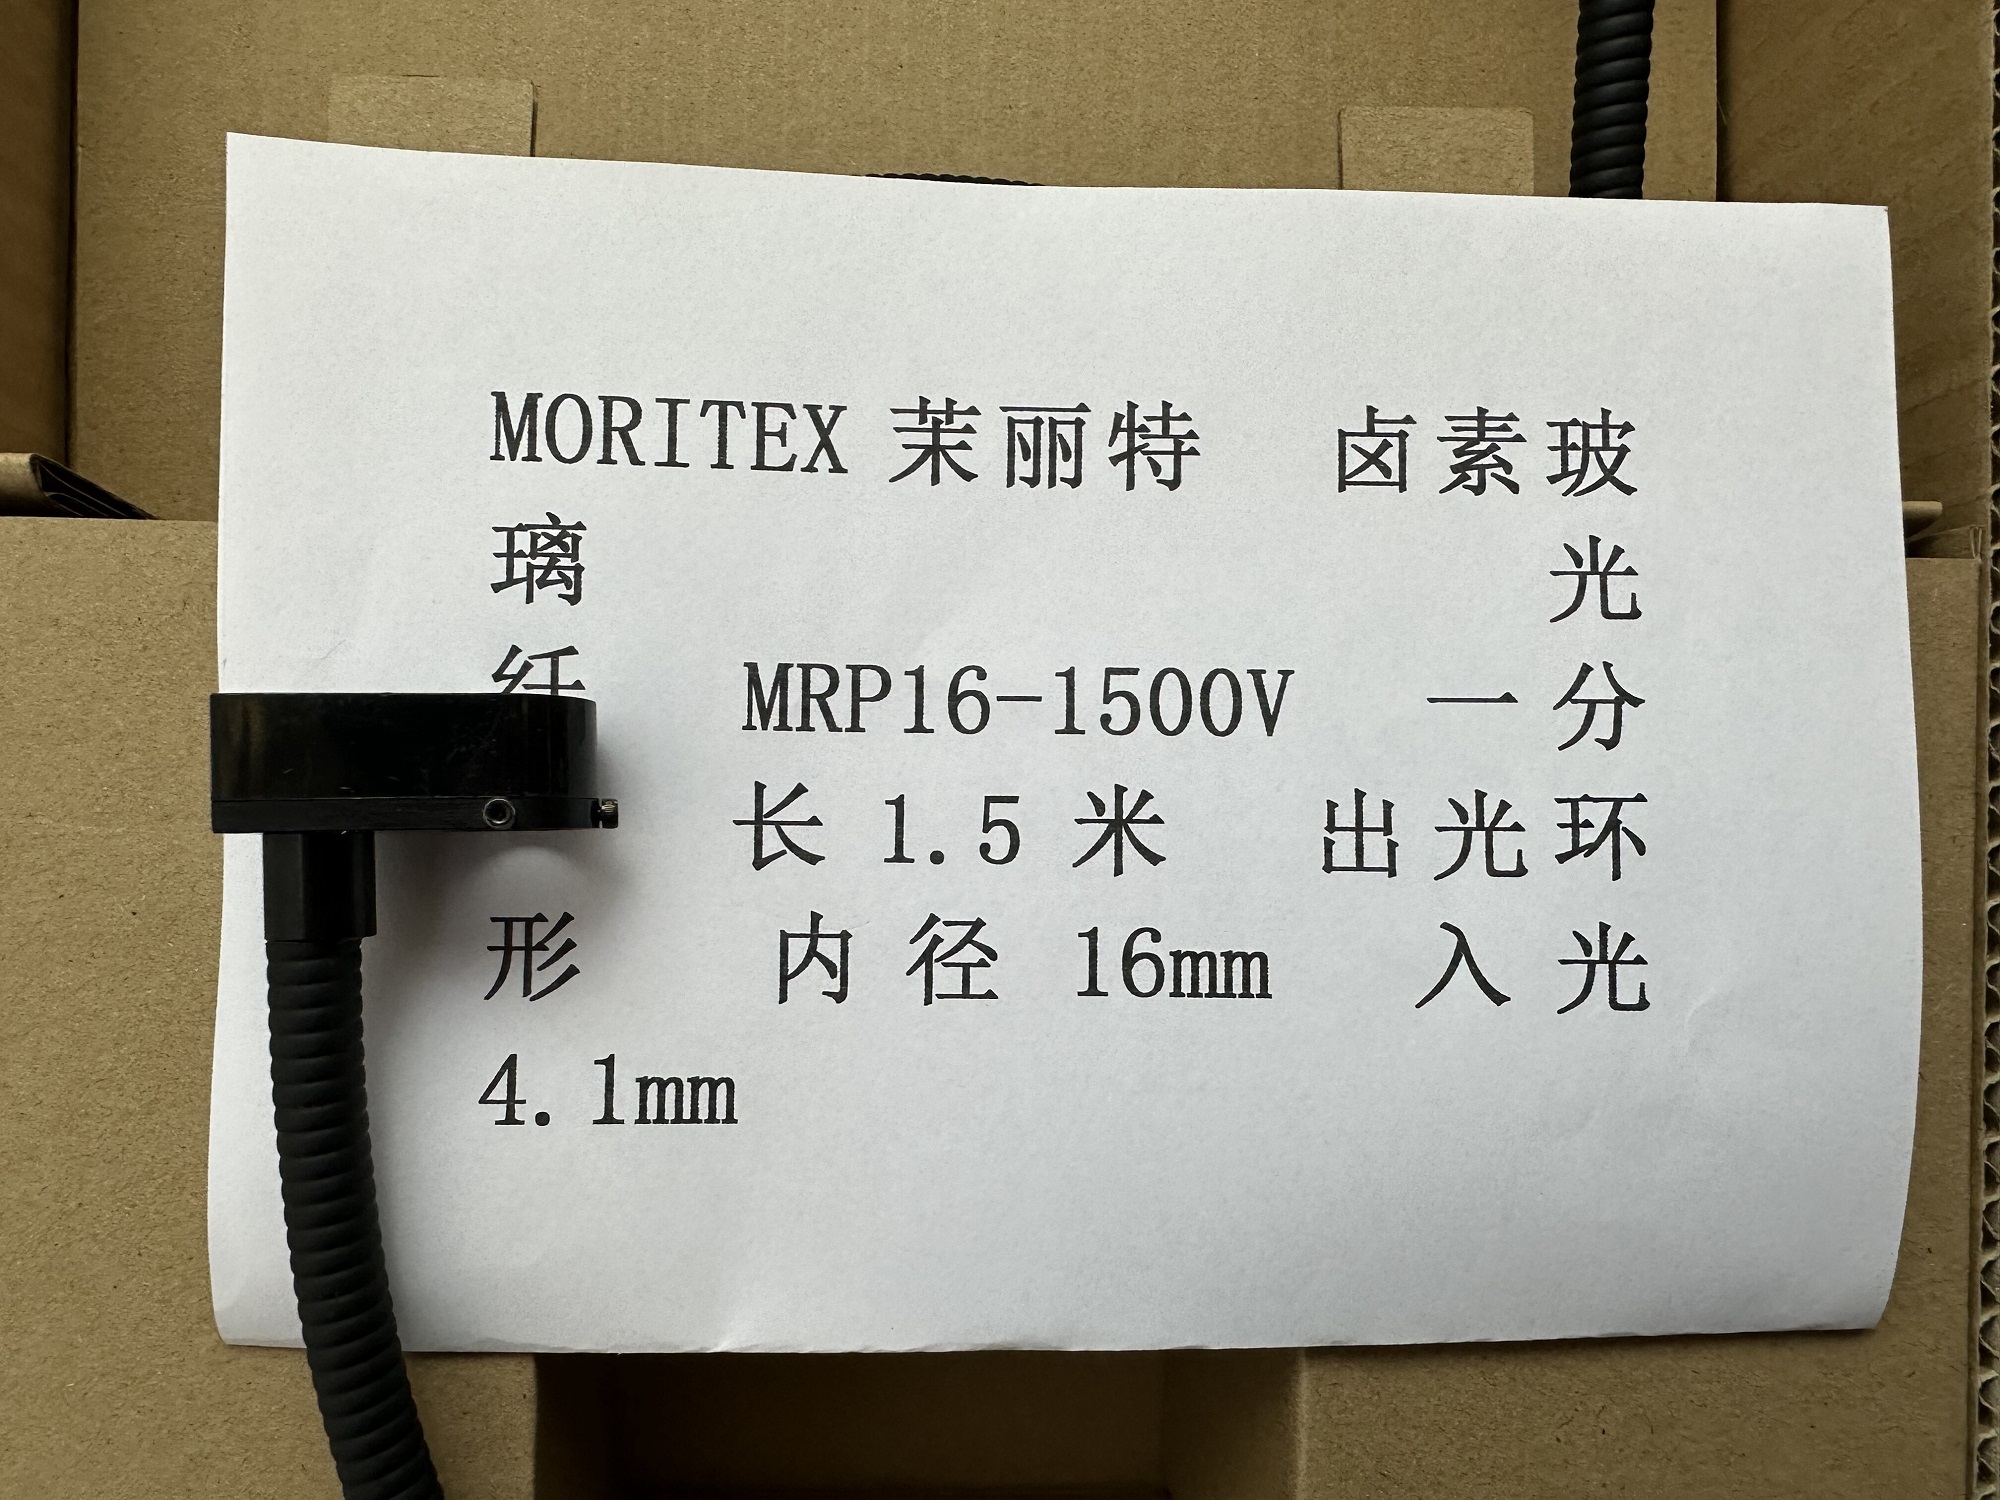 MORITEX 茉丽特 卤素玻
璃 光
纤 MRP16-1500V 一分
长 1.5 米 出光环
形 内径 16mm 入光
4.1mm